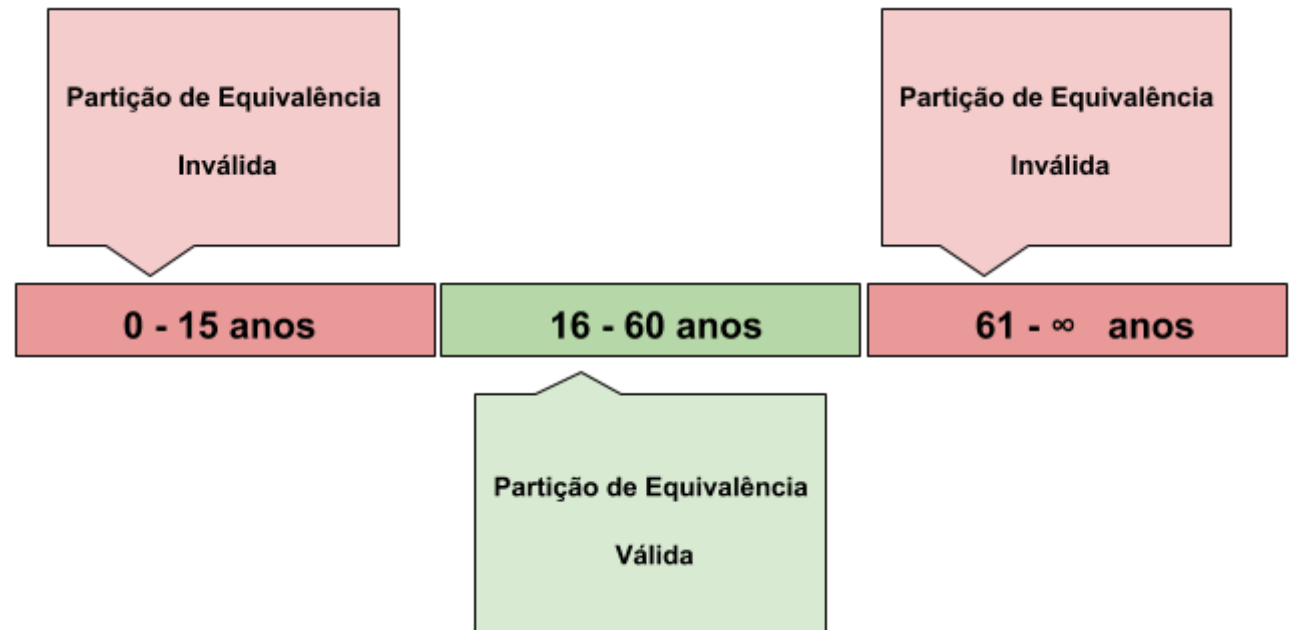 Partição de Equivalência
Inválida
Partição de Equivalência
Inválida
0 - 15 anos
16 - 60 anos
61 - ∞ anos
Partição de Equivalência
Válida